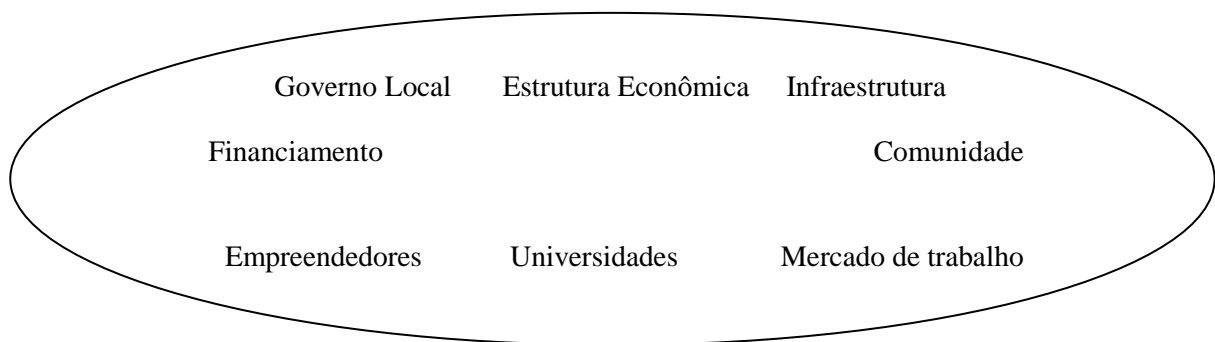 Governo Local Estrutura Econômica Infraestrutura
Financiamento Comunidade
Empreendedores Universidades Mercado de trabalho